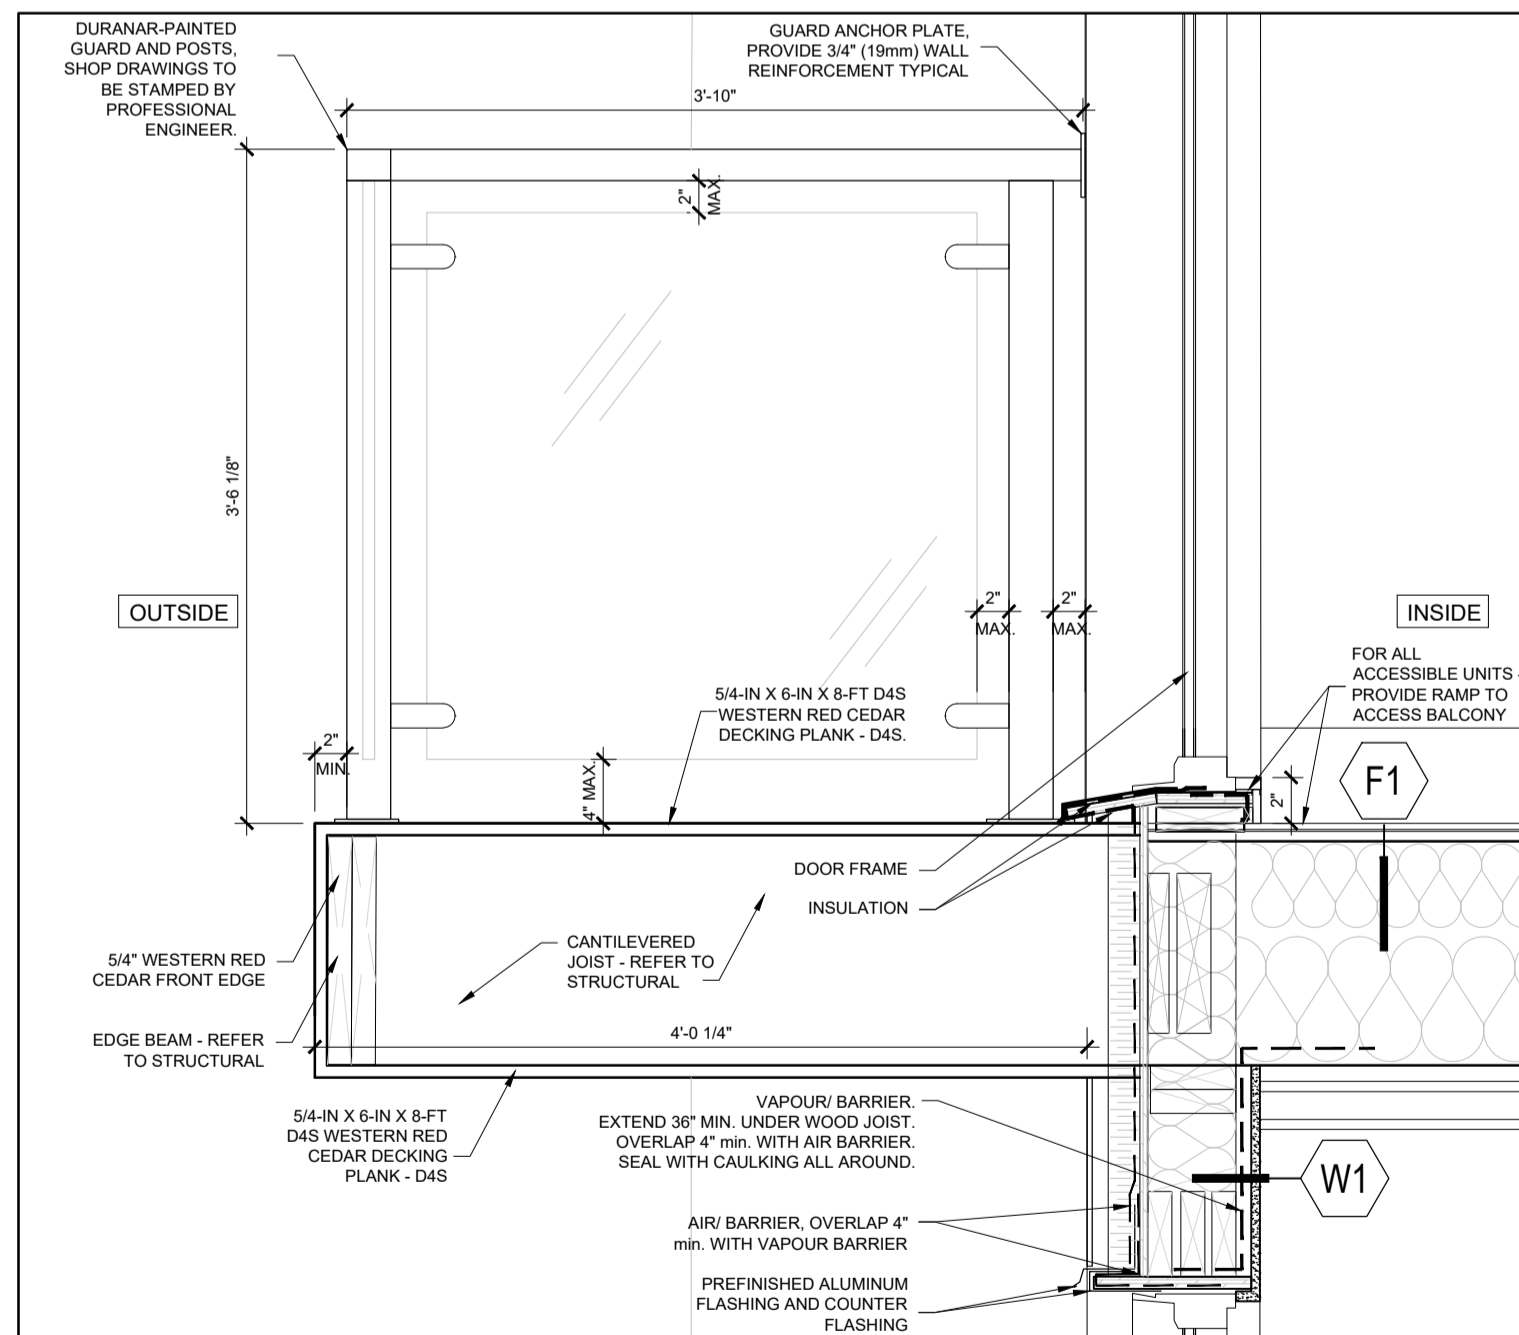 DURANAR-PAINTED
GUARD AND POSTS,
SHOP DRAWINGS TO
BE STAMPED BY
PROFESSIONAL
ENGINEER.
GUARD ANCHOR PLATE,
PROVIDE 3/4" (19mm) WALL
REINFORCEMENT TYPICAL
3'-10"
2"
MAX.
3'-6 1/8"
OUTSIDE
INSIDE
2"
MAX.
2"
MAX.
FOR ALL
ACCESSIBLE UNITS -
PROVIDE RAMP TO
ACCESS BALCONY
5/4-IN X 6-IN X 8-FT D4S
WESTERN RED CEDAR
DECKING PLANK - D4S.
2"
MIN.
4" MAX.
2"
F1
DOOR FRAME
INSULATION
5/4" WESTERN RED
CEDAR FRONT EDGE
CANTILEVERED
JOIST - REFER TO
STRUCTURAL
EDGE BEAM - REFER
TO STRUCTURAL
4'-0 1/4"
5/4-IN X 6-IN X 8-FT
D4S WESTERN RED
CEDAR DECKING
PLANK - D4S
VAPOUR/ BARRIER.
EXTEND 36" MIN. UNDER WOOD JOIST.
OVERLAP 4" min. WITH AIR BARRIER.
SEAL WITH CAULKING ALL AROUND.
W1
AIR/ BARRIER, OVERLAP 4"
min. WITH VAPOUR BARRIER
PREFINISHED ALUMINUM
FLASHING AND COUNTER
FLASHING